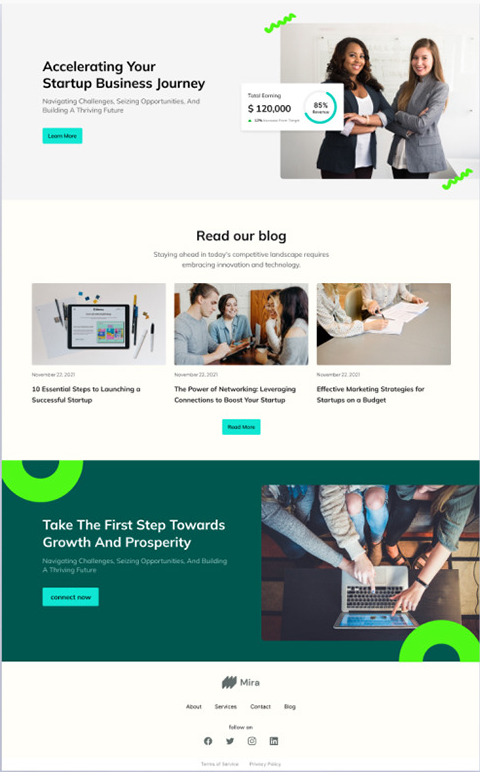 Accelerating Your
Startup Business Journey
Navigating Challenges, Seizing Opportunities, And
Building A Thriving Future
Learn More
Total Earning
$ 120,000
12% Increase From Target
85%
Revenue
Read our blog
Staying ahead in today's competitive landscape requires
embracing innovation and technology.
November 22, 2021
10 Essential Steps to Launching a
Successful Startup
November 22, 2021
The Power of Networking: Leveraging
Connections to Boost Your Startup
November 22, 2021
Effective Marketing Strategies for
Startups on a Budget
Read More
Take The First Step Towards
Growth And Prosperity
Navigating Challenges, Seizing Opportunities, And Building
A Thriving Future
connect now
Mira
About Services Contact Blog
follow on
Terms of Service Privacy Policy